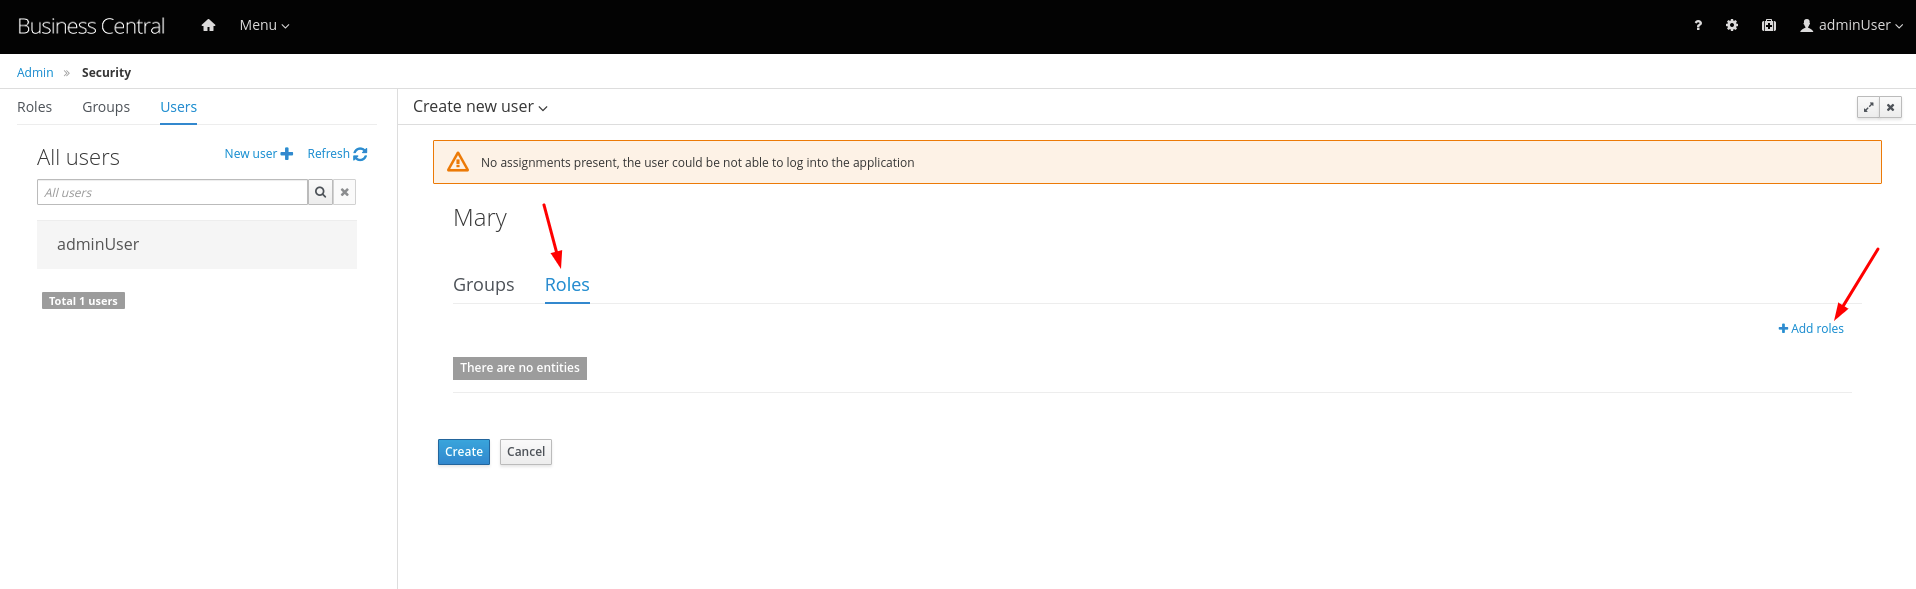 Business Central Menu ? adminUser
Admin » Security
Roles Groups Users
All users New user Refresh
All users
adminUser
Total 1 users
Create new user
No assignments present, the user could be not able to log into the application
Mary
Groups Roles
Add roles
There are no entities
Create Cancel